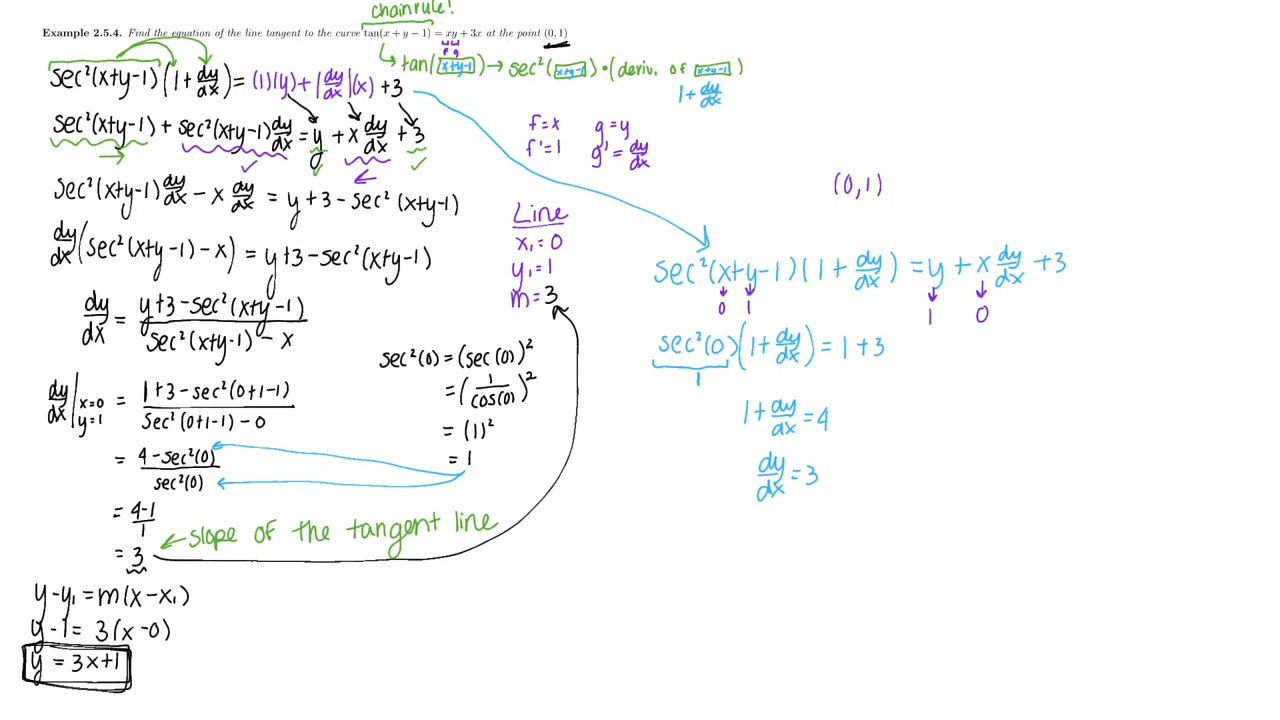 chain rule!
Example 2.5.4. Find the equation of the line tangent to the curve tan(x + y − 1) = xy + 3x at the point (0, 1)
f g
tan(x+y-1) → sec²(x+y-1) • (deriv. of x+y-1)
1 + dy/dx
sec²(x+y-1)(1 + dy/dx) = (1)(y) + (dy/dx)(x) + 3
sec²(x+y-1) + sec²(x+y-1) dy/dx = y + x dy/dx + 3
sec²(x+y-1) dy/dx - x dy/dx = y + 3 - sec²(x+y-1)
dy/dx (sec²(x+y-1) - x) = y + 3 - sec²(x+y-1)
dy/dx = (y + 3 - sec²(x+y-1)) / (sec²(x+y-1) - x)
dy/dx | x=0 y=1 = (1 + 3 - sec²(0+1-1)) / (sec²(0+1-1) - 0)
= (4 - sec²(0)) / (sec²(0))
= (4-1) / 1
= 3 ← slope of the tangent line
y - y₁ = m(x - x₁)
y - 1 = 3(x - 0)
y = 3x+1
sec²(0) = (sec(0))²
= (1/cos(0))²
= (1)²
= 1
f = x g = y
f' = 1 g' = dy/dx
Line
x₁ = 0
y₁ = 1
m = 3
(0,1)
sec²(x+y-1)(1 + dy/dx) = y + x dy/dx + 3
0 1 1 0
sec²(0)(1 + dy/dx) = 1 + 3
1
1 + dy/dx = 4
dy/dx = 3